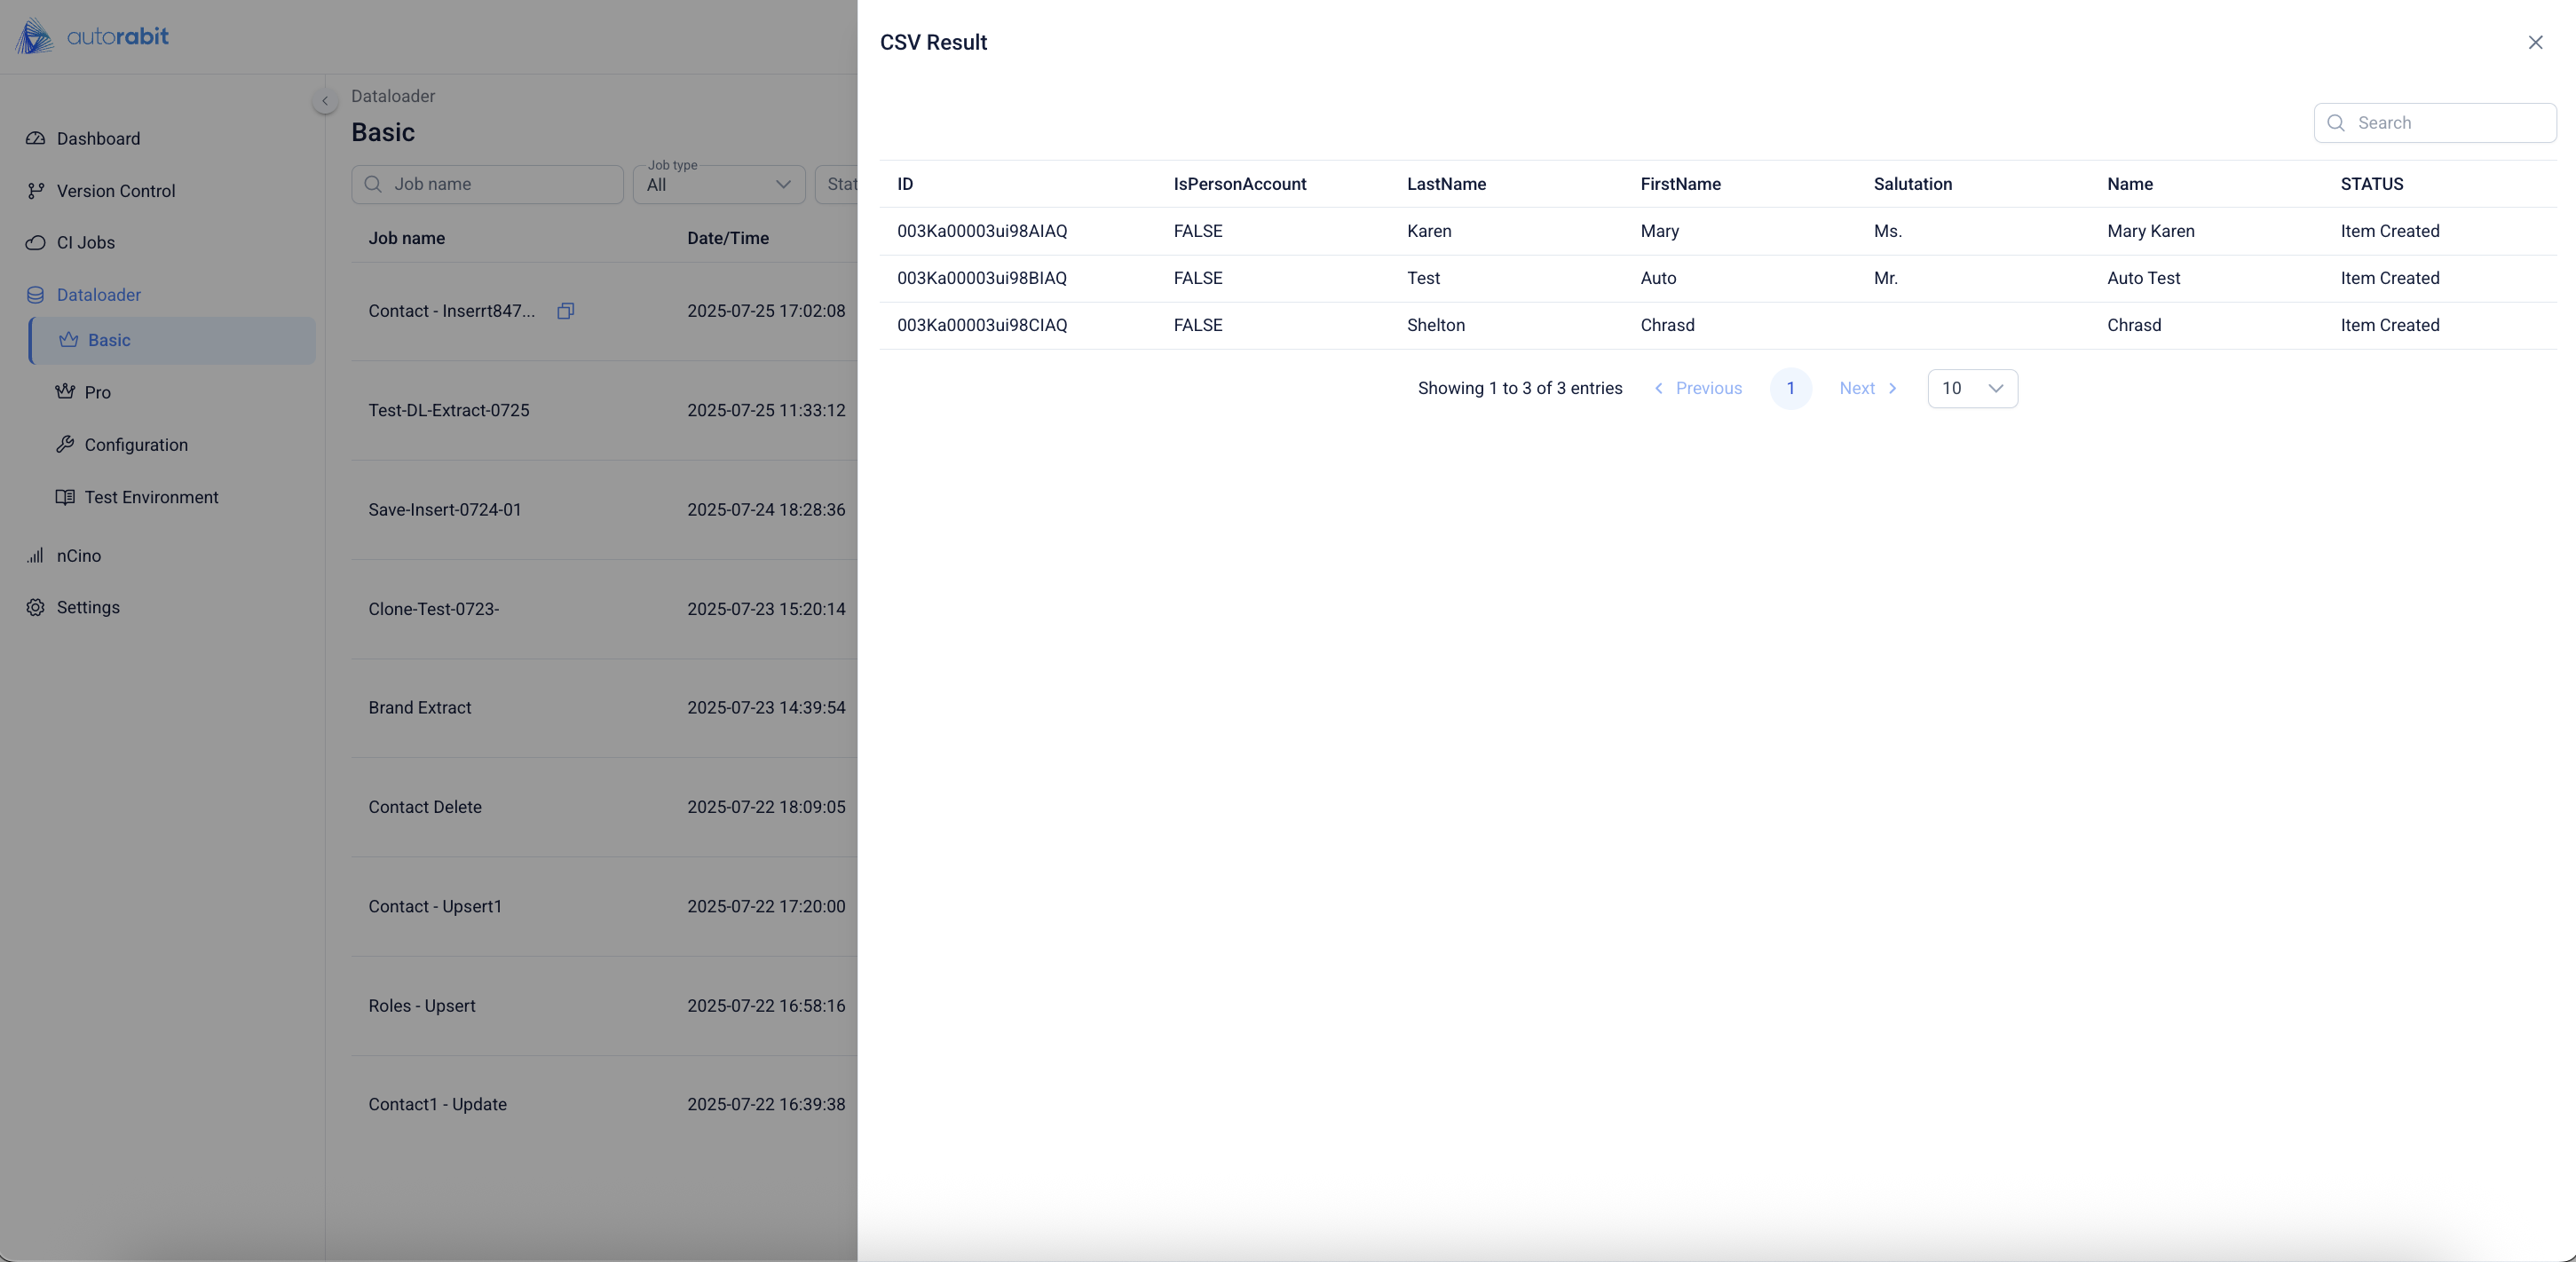 autorabit
Dashboard
Version Control
CI Jobs
Dataloader
Basic
Pro
Configuration
Test Environment
nCino
Settings
Dataloader
Basic
Job name
Job type
All
Stat
Job name Date/Time
Contact - Inserrt847... 2025-07-25 17:02:08
Test-DL-Extract-0725 2025-07-25 11:33:12
Save-Insert-0724-01 2025-07-24 18:28:36
Clone-Test-0723- 2025-07-23 15:20:14
Brand Extract 2025-07-23 14:39:54
Contact Delete 2025-07-22 18:09:05
Contact - Upsert1 2025-07-22 17:20:00
Roles - Upsert 2025-07-22 16:58:16
Contact1 - Update 2025-07-22 16:39:38
CSV Result
Search
ID IsPersonAccount LastName FirstName Salutation Name STATUS
003Ka00003ui98AIAQ FALSE Karen Mary Ms. Mary Karen Item Created
003Ka00003ui98BIAQ FALSE Test Auto Mr. Auto Test Item Created
003Ka00003ui98CIAQ FALSE Shelton Chrasd Chrasd Item Created
Showing 1 to 3 of 3 entries Previous 1 Next 10